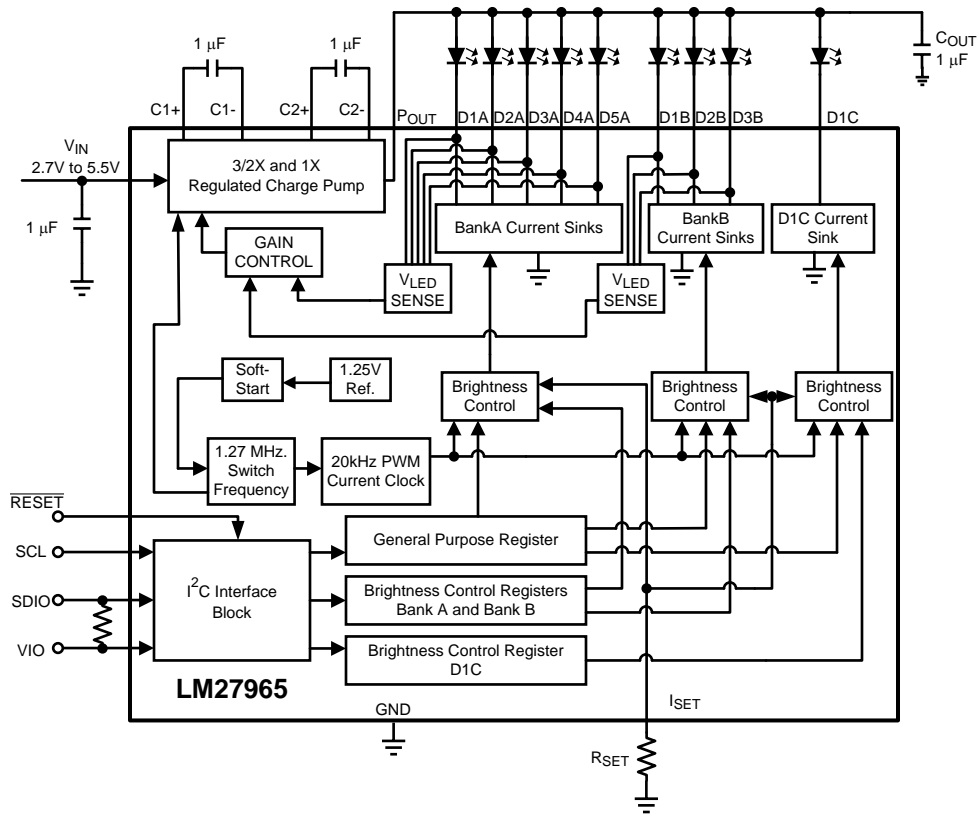 1 µF
1 µF
COUT
1 µF
C1+
C1-
C2+
C2-
POUT
D1A
D2A
D3A
D4A
D5A
D1B
D2B
D3B
D1C
VIN
2.7V to 5.5V
1 µF
3/2X and 1X
Regulated Charge Pump
GAIN
CONTROL
VLED
SENSE
BankA Current Sinks
VLED
SENSE
BankB
Current Sinks
D1C Current
Sink
Soft-
Start
1.25V
Ref.
Brightness
Control
Brightness
Control
Brightness
Control
1.27 MHz.
Switch
Frequency
20kHz PWM
Current Clock
RESET
SCL
SDIO
VIO
I2C Interface
Block
General Purpose Register
Brightness Control Registers
Bank A and Bank B
Brightness Control Register
D1C
LM27965
GND
ISET
RSET